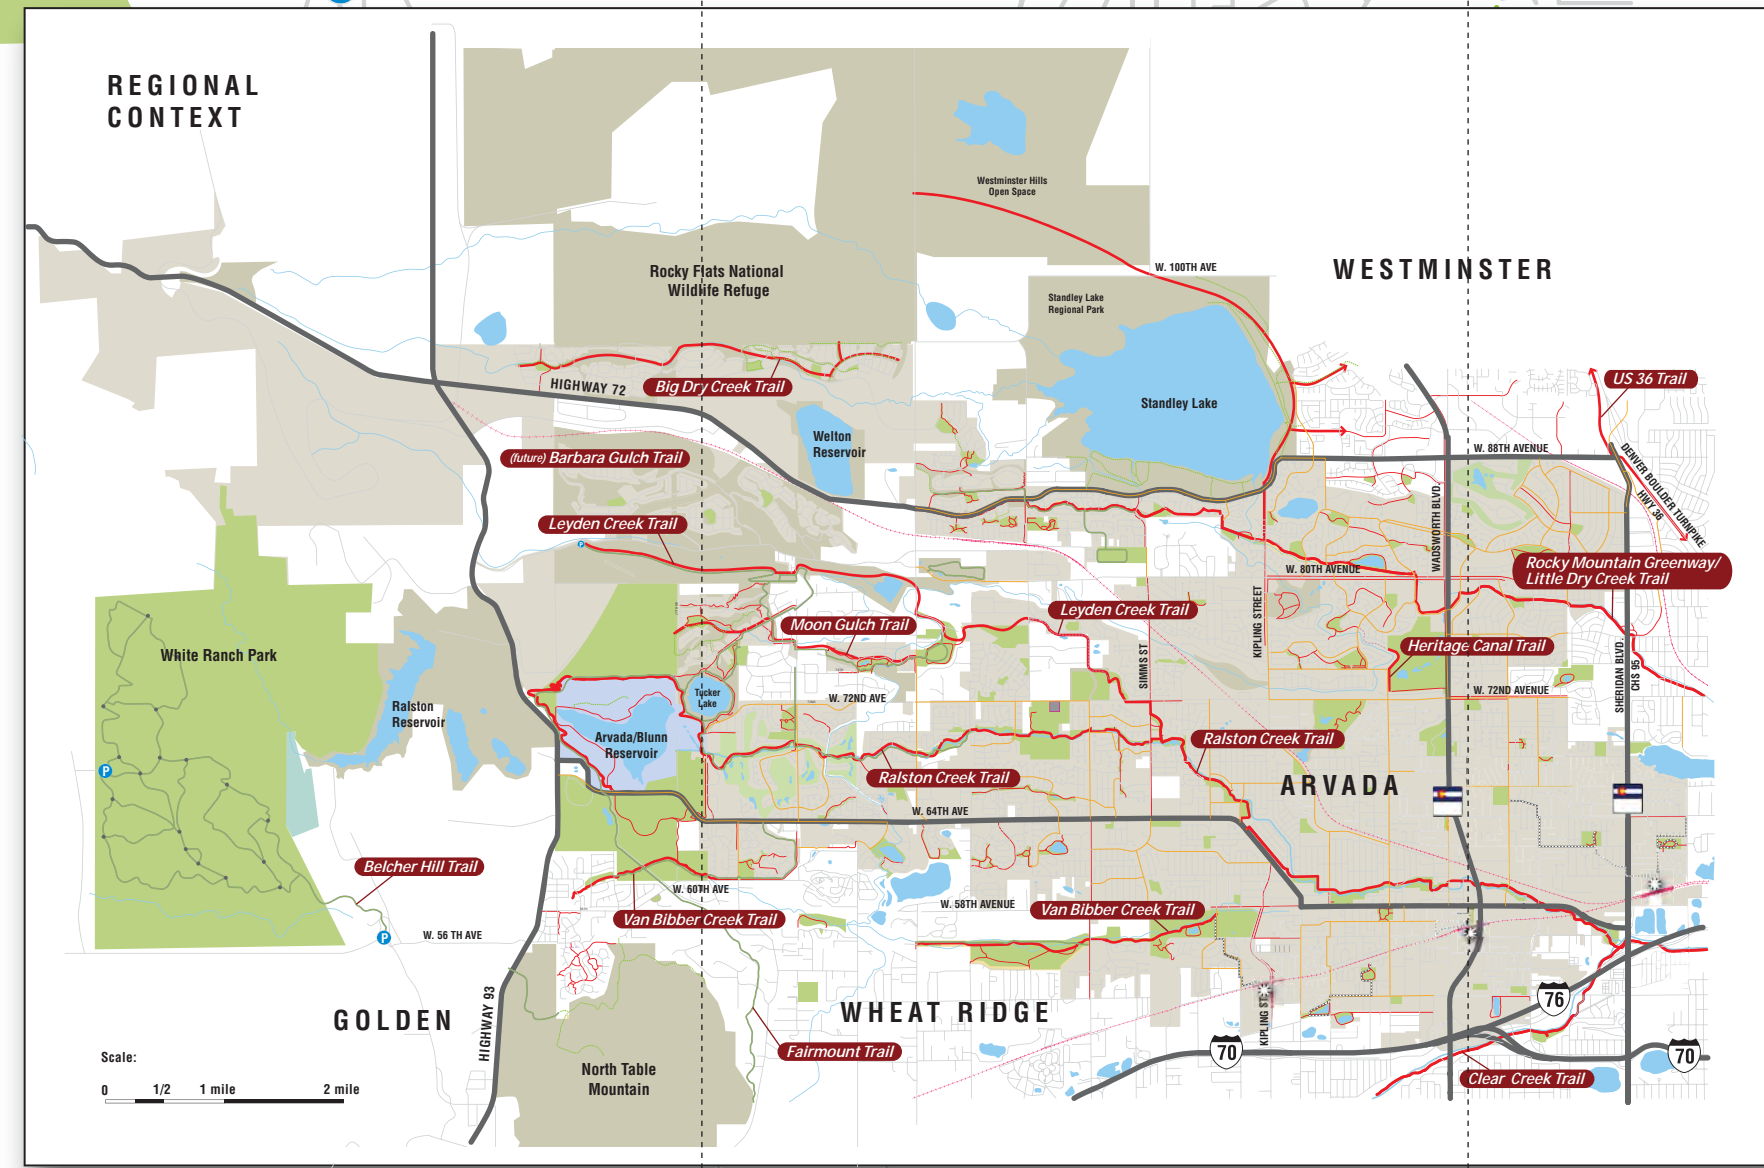 REGIONAL
CONTEXT
Westminster Hills
Open Space
Rocky Flats National
Wildlife Refuge
W. 100TH AVE
WESTMINSTER
Standley Lake
Regional Park
HIGHWAY 72
Big Dry Creek Trail
US 36 Trail
Standley Lake
Welton
Reservoir
W. 88TH AVENUE
DENVER BOULDER TURNPIKE
HWY 36
(future) Barbara Gulch Trail
WADSWORTH BLVD.
Leyden Creek Trail
P
W. 80TH AVENUE
Rocky Mountain Greenway/
Little Dry Creek Trail
Leyden Creek Trail
KIPLING STREET
Moon Gulch Trail
Heritage Canal Trail
White Ranch Park
SIMMS ST
SHERIDAN BLVD.
CHS 95
Tucker
Lake
W. 72ND AVE
W. 72ND AVENUE
Ralston
Reservoir
Arvada/Blunn
Reservoir
Ralston Creek Trail
P
Ralston Creek Trail
ARVADA
W. 64TH AVE
Belcher Hill Trail
W. 60TH AVE
W. 58TH AVENUE
Van Bibber Creek Trail
Van Bibber Creek Trail
P
W. 56 TH AVE
HIGHWAY 93
KIPLING ST.
76
GOLDEN
WHEAT RIDGE
Fairmount Trail
70
70
Scale:
North Table
Mountain
Clear Creek Trail
0 1/2 1 mile 2 mile